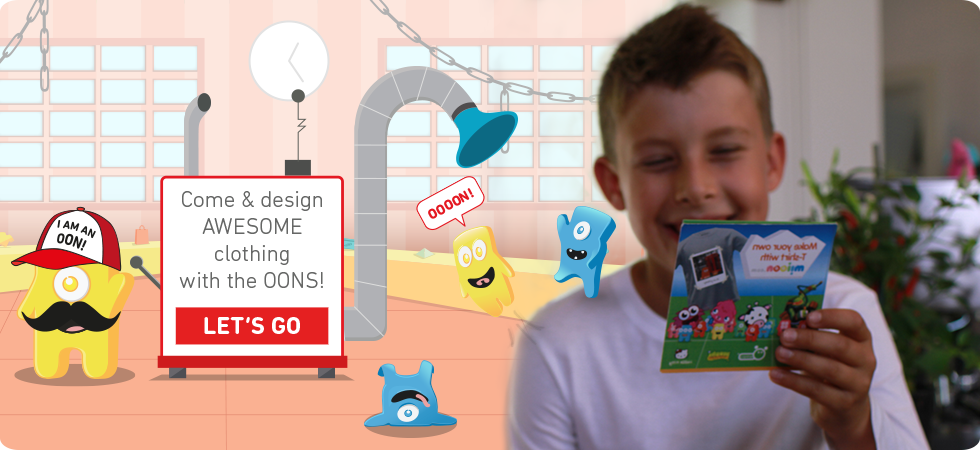 I AM AN
OON!
Come & design
AWESOME
clothing
with the OONS!
LET'S GO
OOOON!
Make your own
T-shirt with